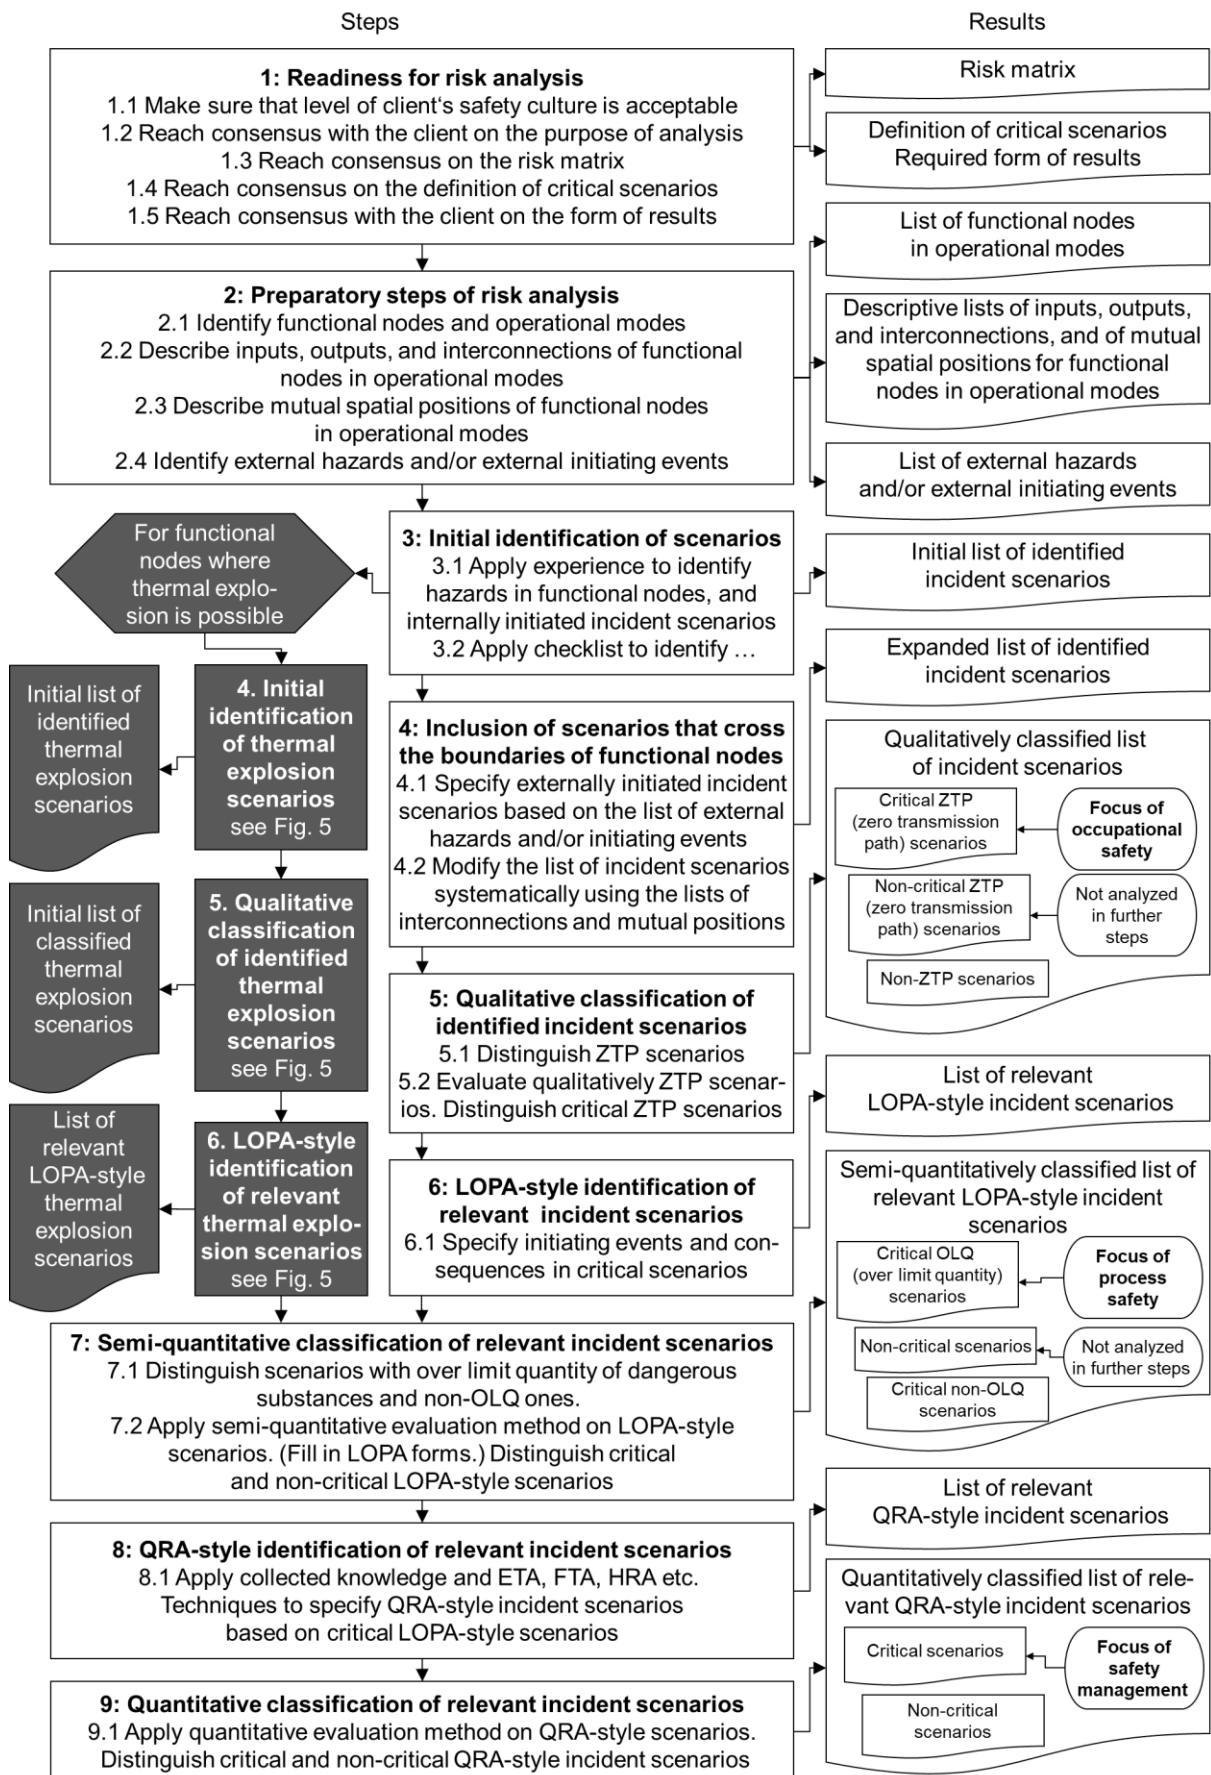 Steps
Results
1: Readiness for risk analysis
1.1 Make sure that level of client‘s safety culture is acceptable
1.2 Reach consensus with the client on the purpose of analysis
1.3 Reach consensus on the risk matrix
1.4 Reach consensus on the definition of critical scenarios
1.5 Reach consensus with the client on the form of results
Risk matrix
Definition of critical scenarios
Required form of results
2: Preparatory steps of risk analysis
2.1 Identify functional nodes and operational modes
2.2 Describe inputs, outputs, and interconnections of functional
nodes in operational modes
2.3 Describe mutual spatial positions of functional nodes
in operational modes
2.4 Identify external hazards and/or external initiating events
List of functional nodes
in operational modes
Descriptive lists of inputs, outputs,
and interconnections, and of mutual
spatial positions for functional
nodes in operational modes
List of external hazards
and/or external initiating events
For functional
nodes where
thermal explo-
sion is possible
3: Initial identification of scenarios
3.1 Apply experience to identify
hazards in functional nodes, and
internally initiated incident scenarios
3.2 Apply checklist to identify …
Initial list of identified
incident scenarios
Initial list of
identified
thermal
explosion
scenarios
4. Initial
identification
of thermal
explosion
scenarios
see Fig. 5
4: Inclusion of scenarios that cross
the boundaries of functional nodes
4.1 Specify externally initiated incident
scenarios based on the list of external
hazards and/or initiating events
4.2 Modify the list of incident scenarios
systematically using the lists of
interconnections and mutual positions
Expanded list of identified
incident scenarios
Initial list of
classified
thermal
explosion
scenarios
5. Qualitative
classification
of identified
thermal
explosion
scenarios
see Fig. 5
5: Qualitative classification of
identified incident scenarios
5.1 Distinguish ZTP scenarios
5.2 Evaluate qualitatively ZTP scenar-
ios. Distinguish critical ZTP scenarios
Qualitatively classified list
of incident scenarios
Critical ZTP
(zero transmission
path) scenarios
Focus of
occupational
safety
Non-critical ZTP
(zero transmission
path) scenarios
Not analyzed
in further
steps
Non-ZTP scenarios
List of
relevant
LOPA-style
thermal
explosion
scenarios
6. LOPA-style
identification
of relevant
thermal explo-
sion scenarios
see Fig. 5
6: LOPA-style identification of
relevant incident scenarios
6.1 Specify initiating events and con-
sequences in critical scenarios
List of relevant
LOPA-style incident scenarios
7: Semi-quantitative classification of relevant incident scenarios
7.1 Distinguish scenarios with over limit quantity of dangerous
substances and non-OLQ ones.
7.2 Apply semi-quantitative evaluation method on LOPA-style
scenarios. (Fill in LOPA forms.) Distinguish critical
and non-critical LOPA-style scenarios
Semi-quantitatively classified list of
relevant LOPA-style incident
scenarios
Critical OLQ
(over limit quantity)
scenarios
Focus of
process
safety
Non-critical scenarios
Not analyzed
in further steps
Critical non-OLQ
scenarios
8: QRA-style identification of relevant incident scenarios
8.1 Apply collected knowledge and ETA, FTA, HRA etc.
Techniques to specify QRA-style incident scenarios
based on critical LOPA-style scenarios
List of relevant
QRA-style incident scenarios
9: Quantitative classification of relevant incident scenarios
9.1 Apply quantitative evaluation method on QRA-style scenarios.
Distinguish critical and non-critical QRA-style incident scenarios
Quantitatively classified list of rele-
vant QRA-style incident scenarios
Critical scenarios
Focus of
safety
management
Non-critical
scenarios